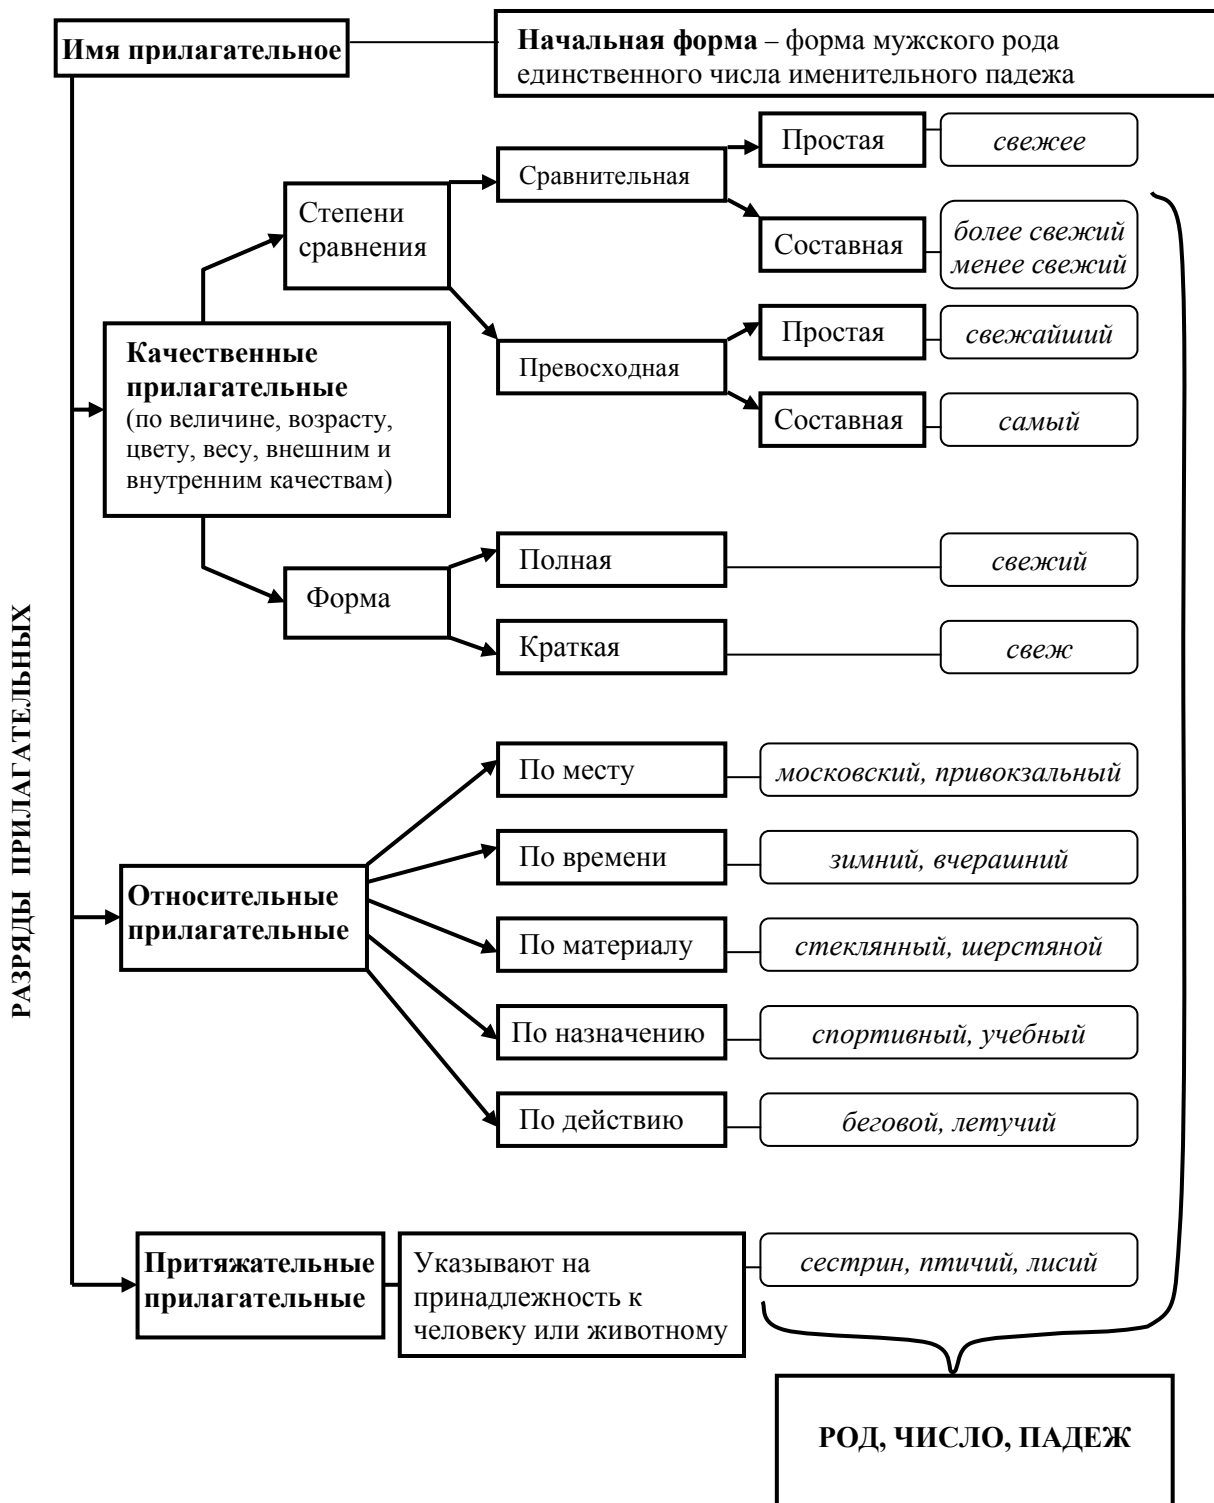 Имя прилагательное
Начальная форма – форма мужского рода
единственного числа именительного падежа
РАЗРЯДЫ ПРИЛАГАТЕЛЬНЫХ
Качественные
прилагательные
(по величине, возрасту,
цвету, весу, внешним и
внутренним качествам)
Степени
сравнения
Сравнительная
Простая
свежее
Составная
более свежий
менее свежий
Превосходная
Простая
свежайший
Составная
самый
Форма
Полная
свежий
Краткая
свеж
Относительные
прилагательные
По месту
московский, привокзальный
По времени
зимний, вчерашний
По материалу
стеклянный, шерстяной
По назначению
спортивный, учебный
По действию
беговой, летучий
Притяжательные
прилагательные
Указывают на
принадлежность к
человеку или животному
сестрин, птичий, лисий
РОД, ЧИСЛО, ПАДЕЖ